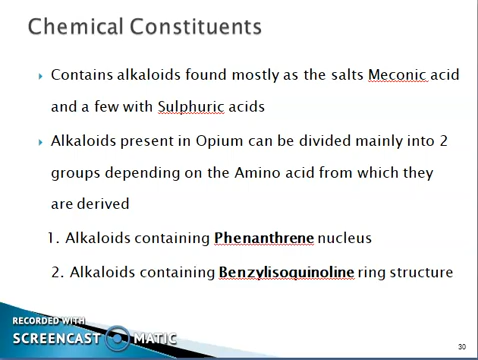 Chemical Constituents
Contains alkaloids found mostly as the salts Meconic acid
and a few with Sulphuric acids
Alkaloids present in Opium can be divided mainly into 2
groups depending on the Amino acid from which they
are derived
1. Alkaloids containing Phenanthrene nucleus
2. Alkaloids containing Benzylisoquinoline ring structure
RECORDED WITH
SCREENCAST MATIC
30